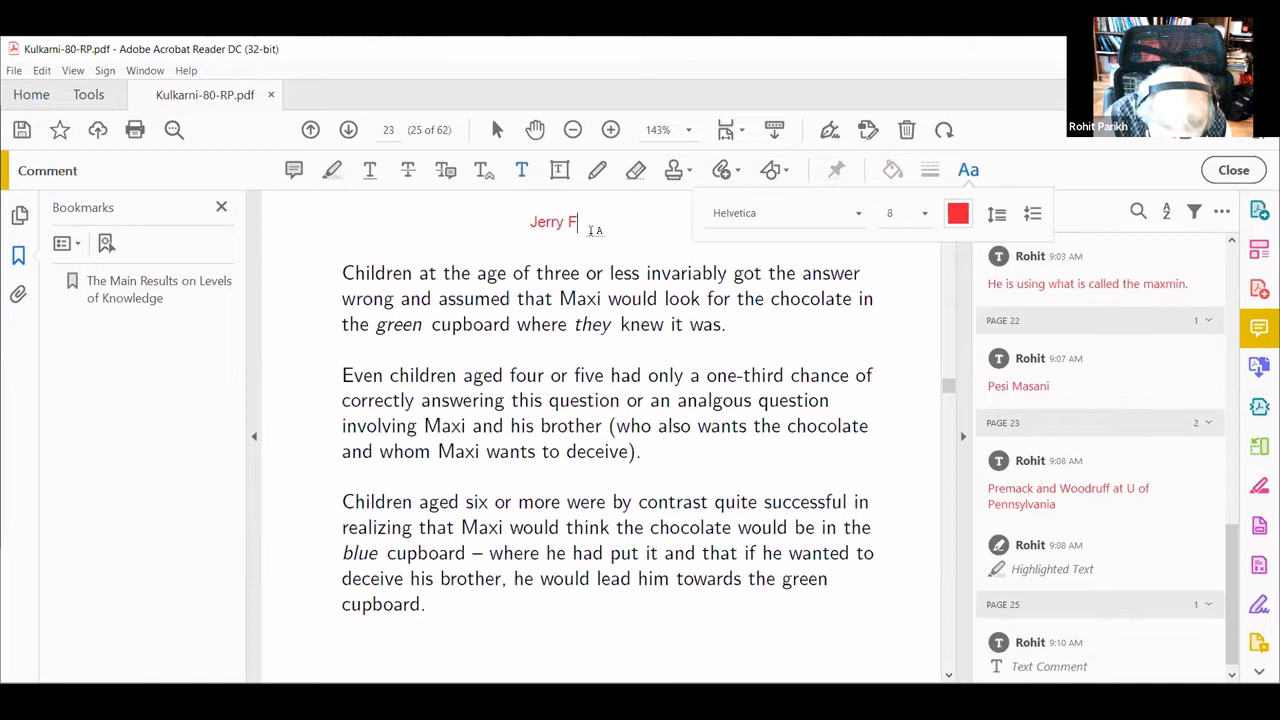 Kulkarni-80-RP.pdf - Adobe Acrobat Reader DC (32-bit)
File Edit View Sign Window Help
Home Tools Kulkarni-80-RP.pdf ×
23 (25 of 62) 143%
Rohit Parikh
Comment
Close
Bookmarks
The Main Results on Levels
of Knowledge
Helvetica 8
Jerry F
Children at the age of three or less invariably got the answer
wrong and assumed that Maxi would look for the chocolate in
the green cupboard where they knew it was.
Even children aged four or five had only a one-third chance of
correctly answering this question or an analgous question
involving Maxi and his brother (who also wants the chocolate
and whom Maxi wants to deceive).
Children aged six or more were by contrast quite successful in
realizing that Maxi would think the chocolate would be in the
blue cupboard – where he had put it and that if he wanted to
deceive his brother, he would lead him towards the green
cupboard.
Rohit 9:03 AM
He is using what is called the maxmin.
PAGE 22 1
Rohit 9:07 AM
Pesi Masani
PAGE 23 2
Rohit 9:08 AM
Premack and Woodruff at U of
Pennsylvania
Rohit 9:08 AM
Highlighted Text
PAGE 25 1
Rohit 9:10 AM
Text Comment